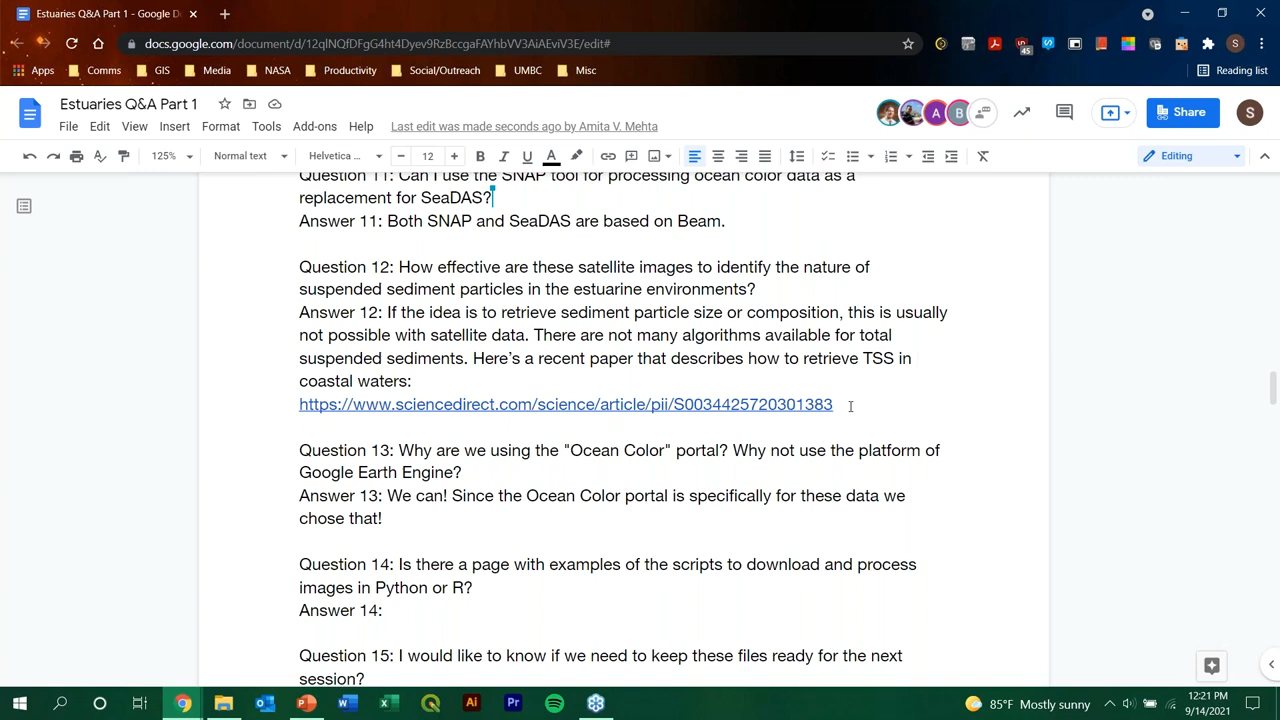 Estuaries Q&A Part 1 - Google D
docs.google.com/document/d/12qlNQfDFgG4ht4Dyev9RzBccgaFAYhbVV3AiAEviV3E/edit#
45
S
Apps
Comms
GIS
Media
NASA
Productivity
Social/Outreach
UMBC
Misc
Reading list
Estuaries Q&A Part 1
A
B
Share
S
File
Edit
View
Insert
Format
Tools
Add-ons
Help
Last edit was made seconds ago by Amita V. Mehta
125%
Normal text
Helvetica ...
12
Editing
Question 11: Can I use the SNAP tool for processing ocean color data as a
replacement for SeaDAS?
Answer 11: Both SNAP and SeaDAS are based on Beam.
Question 12: How effective are these satellite images to identify the nature of
suspended sediment particles in the estuarine environments?
Answer 12: If the idea is to retrieve sediment particle size or composition, this is usually
not possible with satellite data. There are not many algorithms available for total
suspended sediments. Here's a recent paper that describes how to retrieve TSS in
coastal waters:
https://www.sciencedirect.com/science/article/pii/S0034425720301383
Question 13: Why are we using the "Ocean Color" portal? Why not use the platform of
Google Earth Engine?
Answer 13: We can! Since the Ocean Color portal is specifically for these data we
chose that!
Question 14: Is there a page with examples of the scripts to download and process
images in Python or R?
Answer 14:
Question 15: I would like to know if we need to keep these files ready for the next
session?
85°F Mostly sunny
12:21 PM
9/14/2021